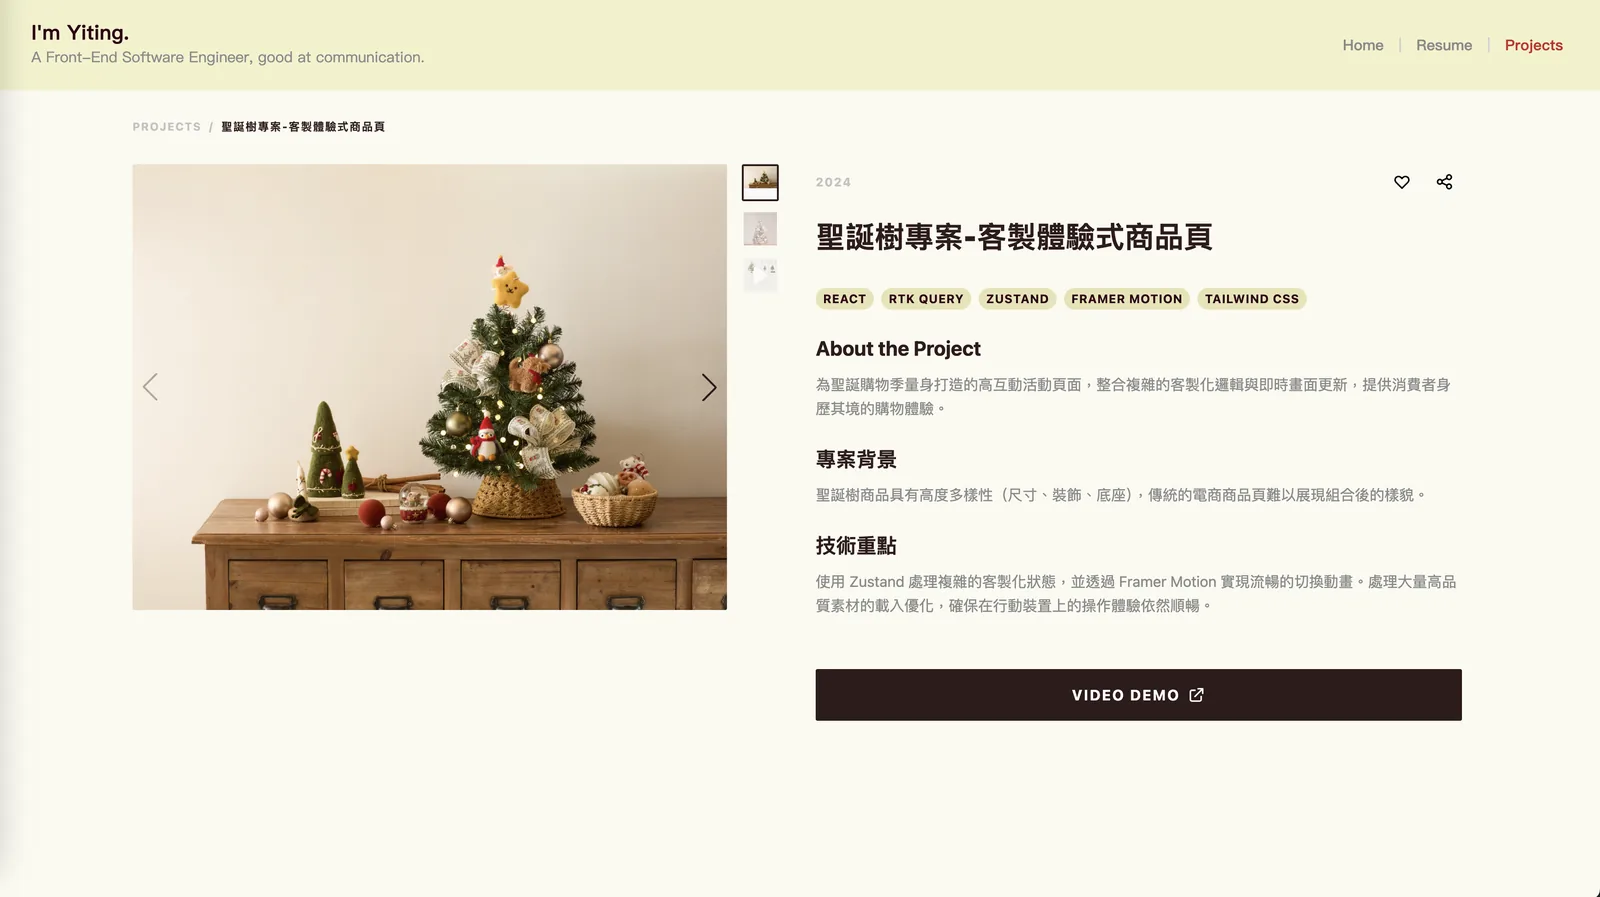 I'm Yiting.
A Front-End Software Engineer, good at communication.
Home
Resume
Projects
PROJECTS / 聖誕樹專案-客製體驗式商品頁
2024
聖誕樹專案-客製體驗式商品頁
REACT
RTK QUERY
ZUSTAND
FRAMER MOTION
TAILWIND CSS
About the Project
為聖誕購物季量身打造的高互動活動頁面，整合複雜的客製化邏輯與即時畫面更新，提供消費者身
歷其境的購物體驗。
專案背景
聖誕樹商品具有高度多樣性（尺寸、裝飾、底座），傳統的電商商品頁難以展現組合後的樣貌。
技術重點
使用 Zustand 處理複雜的客製化狀態，並透過 Framer Motion 實現流暢的切換動畫。處理大量高品
質素材的載入優化，確保在行動裝置上的操作體驗依然順暢。
VIDEO DEMO